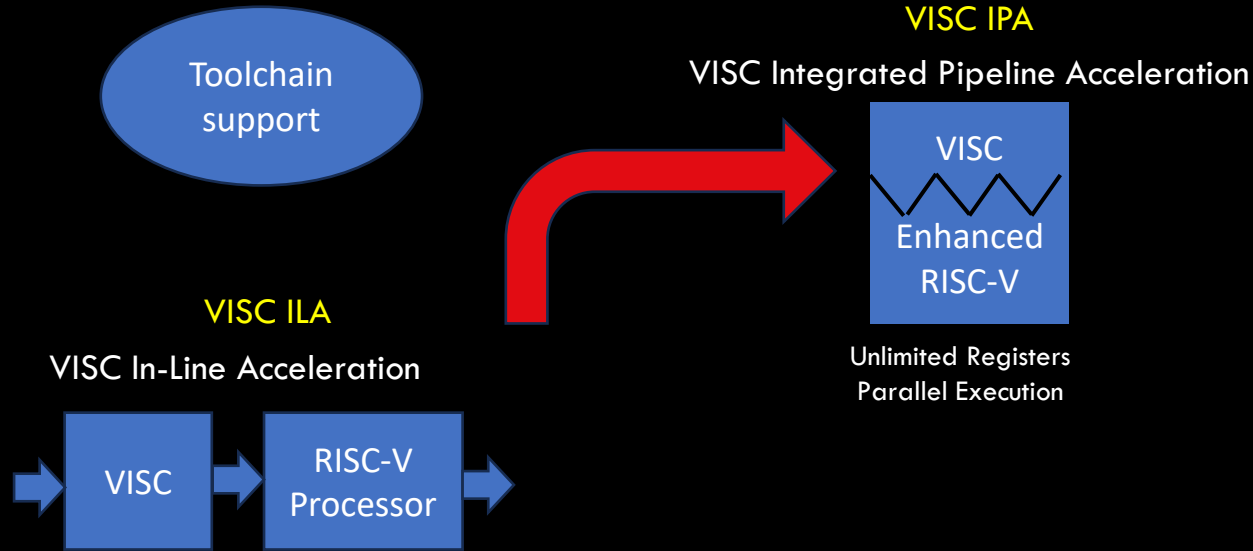 Toolchain
support
VISC ILA
VISC In-Line Acceleration
VISC
RISC-V
Processor
VISC IPA
VISC Integrated Pipeline Acceleration
VISC
Enhanced
RISC-V
Unlimited Registers
Parallel Execution